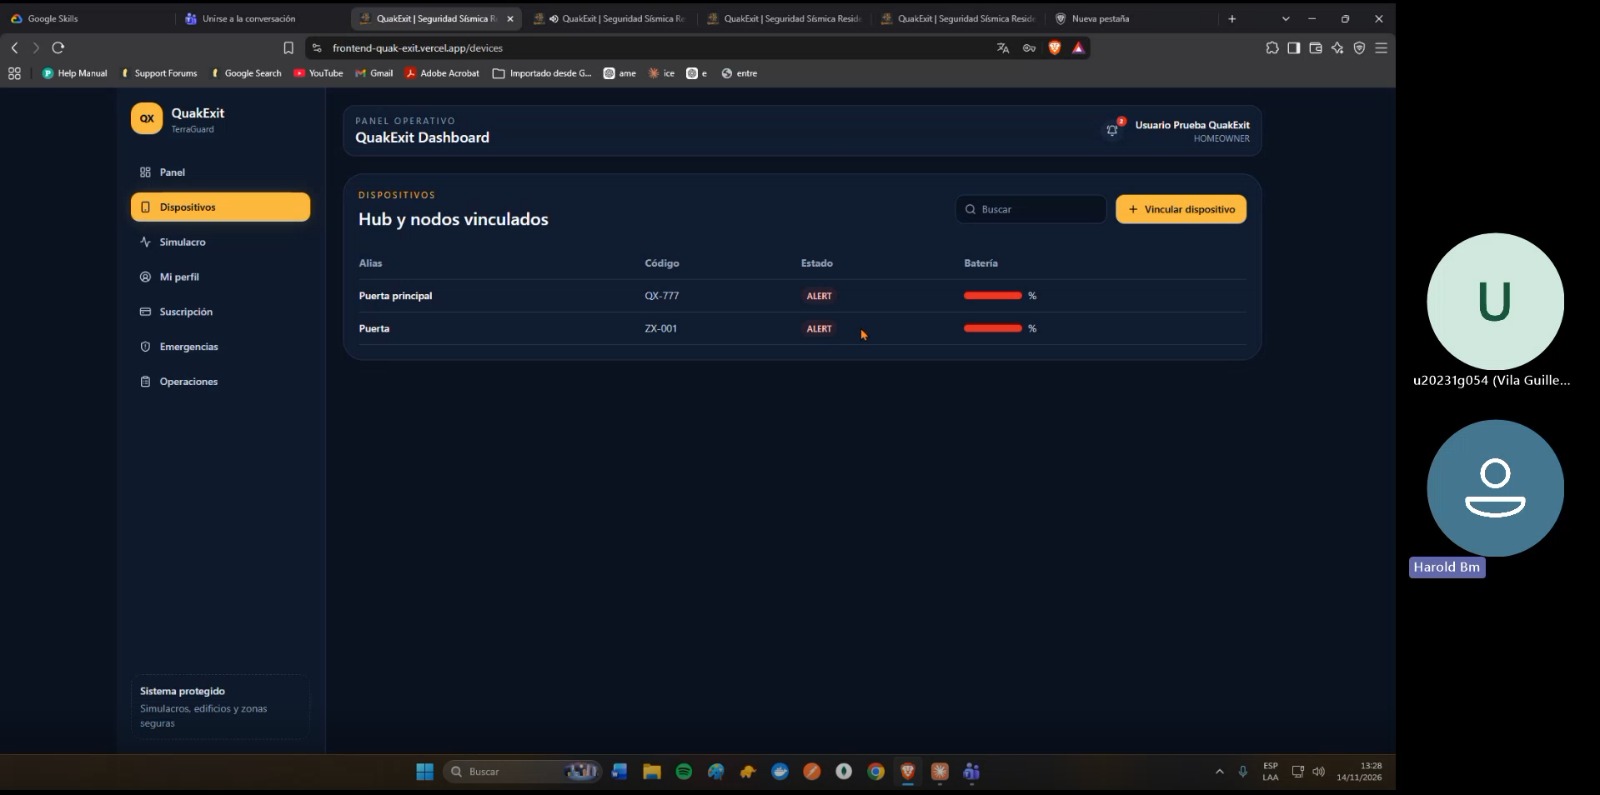 Google Skills
Unirse a la conversación
QuakExit | Seguridad Sísmica R
QuakExit | Seguridad Sísmica Re
QuakExit | Seguridad Sísmica Reside
QuakExit | Seguridad Sísmica Reside
Nueva pestaña
frontend-quak-exit.vercel.app/devices
Help Manual
Support Forums
Google Search
YouTube
Gmail
Adobe Acrobat
Importado desde G...
ame
ice
e
entre
QX
QuakExit
TerraGuard
Panel
Dispositivos
Simulacro
Mi perfil
Suscripción
Emergencias
Operaciones
Sistema protegido
Simulacros, edificios y zonas
seguras
PANEL OPERATIVO
QuakExit Dashboard
2
Usuario Prueba QuakExit
HOMEOWNER
DISPOSITIVOS
Hub y nodos vinculados
Buscar
+ Vincular dispositivo
Alias Código Estado Batería
Puerta principal QX-777 ALERT %
Puerta ZX-001 ALERT %
U
u20231g054 (Vila Guille...
Harold Bm
Buscar
ESP
LAA
13:28
14/11/2026